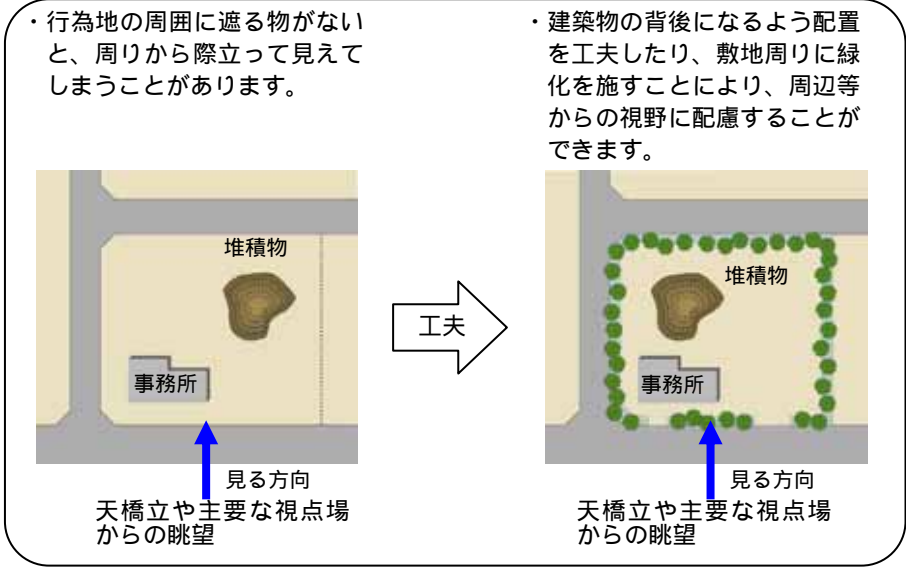 ・行為地の周囲に遮る物がない
と、周りから際立って見えて
しまうことがあります。
堆積物
事務所
見る方向
天橋立や主要な視点場
からの眺望
工夫
・建築物の背後になるよう配置
を工夫したり、敷地周りに緑
化を施すことにより、周辺等
からの視野に配慮することが
できます。
堆積物
事務所
見る方向
天橋立や主要な視点場
からの眺望